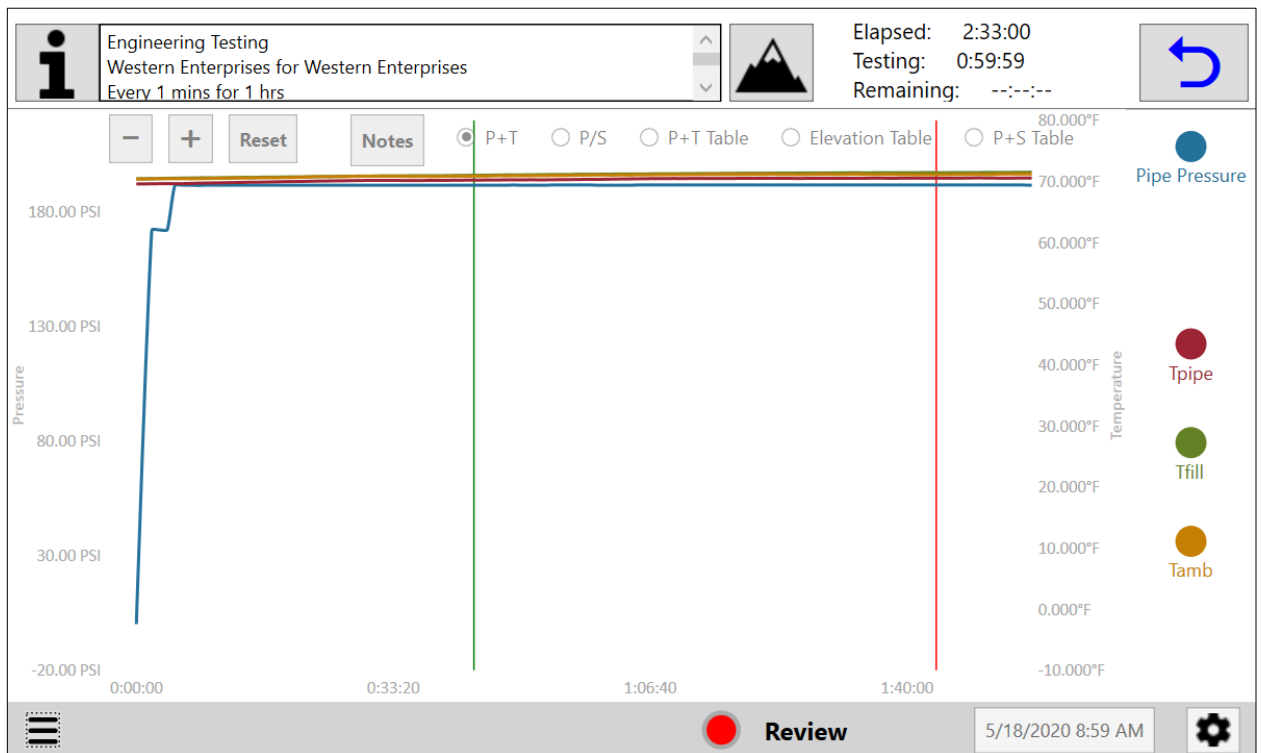 Engineering Testing
Western Enterprises for Western Enterprises
Every 1 mins for 1 hrs
Elapsed: 2:33:00
Testing: 0:59:59
Remaining: --:--:--
− + Reset Notes P+T P/S P+T Table Elevation Table P+S Table
80.000°F
70.000°F
60.000°F
50.000°F
40.000°F
30.000°F
20.000°F
10.000°F
0.000°F
-10.000°F
Temperature
180.00 PSI
130.00 PSI
80.00 PSI
30.00 PSI
-20.00 PSI
Pressure
0:00:00 0:33:20 1:06:40 1:40:00
Pipe Pressure
Tpipe
Tfill
Tamb
Review
5/18/2020 8:59 AM